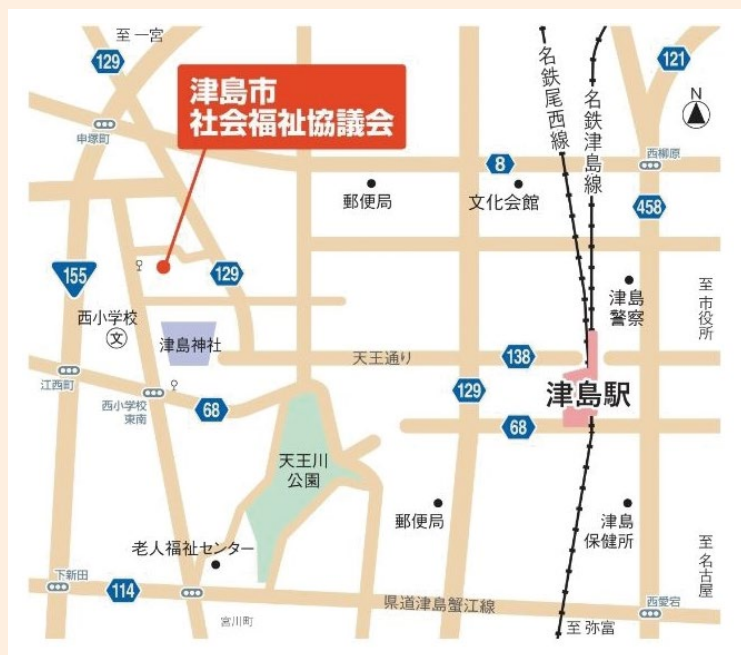 至 一宮
129
津島市
社会福祉協議会
申塚町
名鉄尾西線
名鉄津島線
121
N
西柳原
8
郵便局
文化会館
458
155
129
津島
警察
至 市役所
西小学校
文
津島神社
天王通り
138
江西町
西小学校
東南
68
129
津島駅
68
天王川
公園
郵便局
津島
保健所
老人福祉センター
至 名古屋
下新田
114
宮川町
県道津島蟹江線
西愛宕
至 弥富